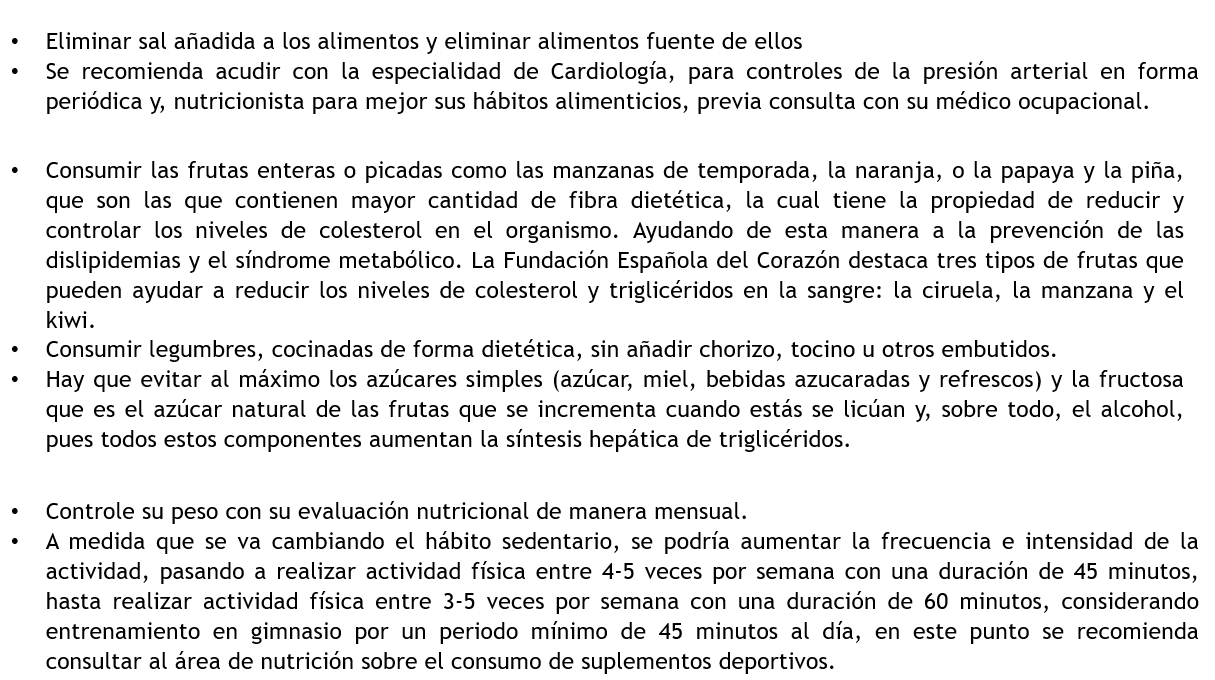 • Eliminar sal añadida a los alimentos y eliminar alimentos fuente de ellos
• Se recomienda acudir con la especialidad de Cardiología, para controles de la presión arterial en forma
periódica y, nutricionista para mejor sus hábitos alimenticios, previa consulta con su médico ocupacional.
• Consumir las frutas enteras o picadas como las manzanas de temporada, la naranja, o la papaya y la piña,
que son las que contienen mayor cantidad de fibra dietética, la cual tiene la propiedad de reducir y
controlar los niveles de colesterol en el organismo. Ayudando de esta manera a la prevención de las
dislipidemias y el síndrome metabólico. La Fundación Española del Corazón destaca tres tipos de frutas que
pueden ayudar a reducir los niveles de colesterol y triglicéridos en la sangre: la ciruela, la manzana y el
kiwi.
• Consumir legumbres, cocinadas de forma dietética, sin añadir chorizo, tocino u otros embutidos.
• Hay que evitar al máximo los azúcares simples (azúcar, miel, bebidas azucaradas y refrescos) y la fructosa
que es el azúcar natural de las frutas que se incrementa cuando estás se licúan y, sobre todo, el alcohol,
pues todos estos componentes aumentan la síntesis hepática de triglicéridos.
• Controle su peso con su evaluación nutricional de manera mensual.
• A medida que se va cambiando el hábito sedentario, se podría aumentar la frecuencia e intensidad de la
actividad, pasando a realizar actividad física entre 4-5 veces por semana con una duración de 45 minutos,
hasta realizar actividad física entre 3-5 veces por semana con una duración de 60 minutos, considerando
entrenamiento en gimnasio por un periodo mínimo de 45 minutos al día, en este punto se recomienda
consultar al área de nutrición sobre el consumo de suplementos deportivos.